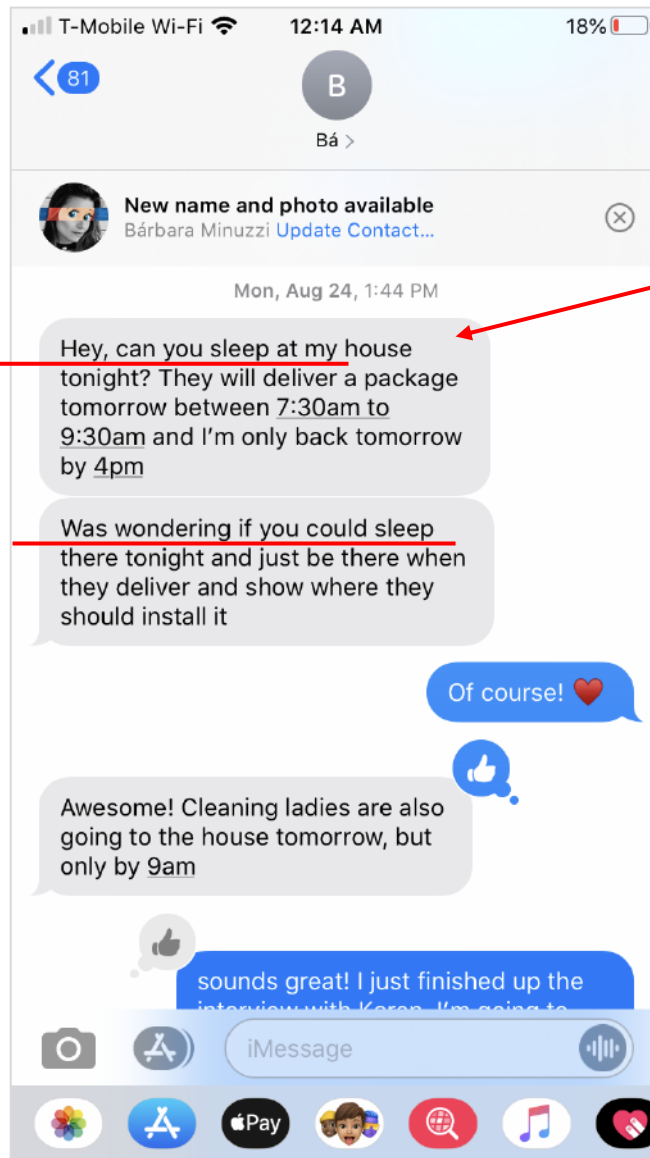 T-Mobile Wi-Fi 12:14 AM 18%
81
B
Bá >
New name and photo available
Bárbara Minuzzi Update Contact...
Mon, Aug 24, 1:44 PM
Hey, can you sleep at my house
tonight? They will deliver a package
tomorrow between 7:30am to
9:30am and I'm only back tomorrow
by 4pm
Was wondering if you could sleep
there tonight and just be there when
they deliver and show where they
should install it
Of course! ❤️
Awesome! Cleaning ladies are also
going to the house tomorrow, but
only by 9am
sounds great! I just finished up the
interview with Keran. I'm going to
iMessage
Pay